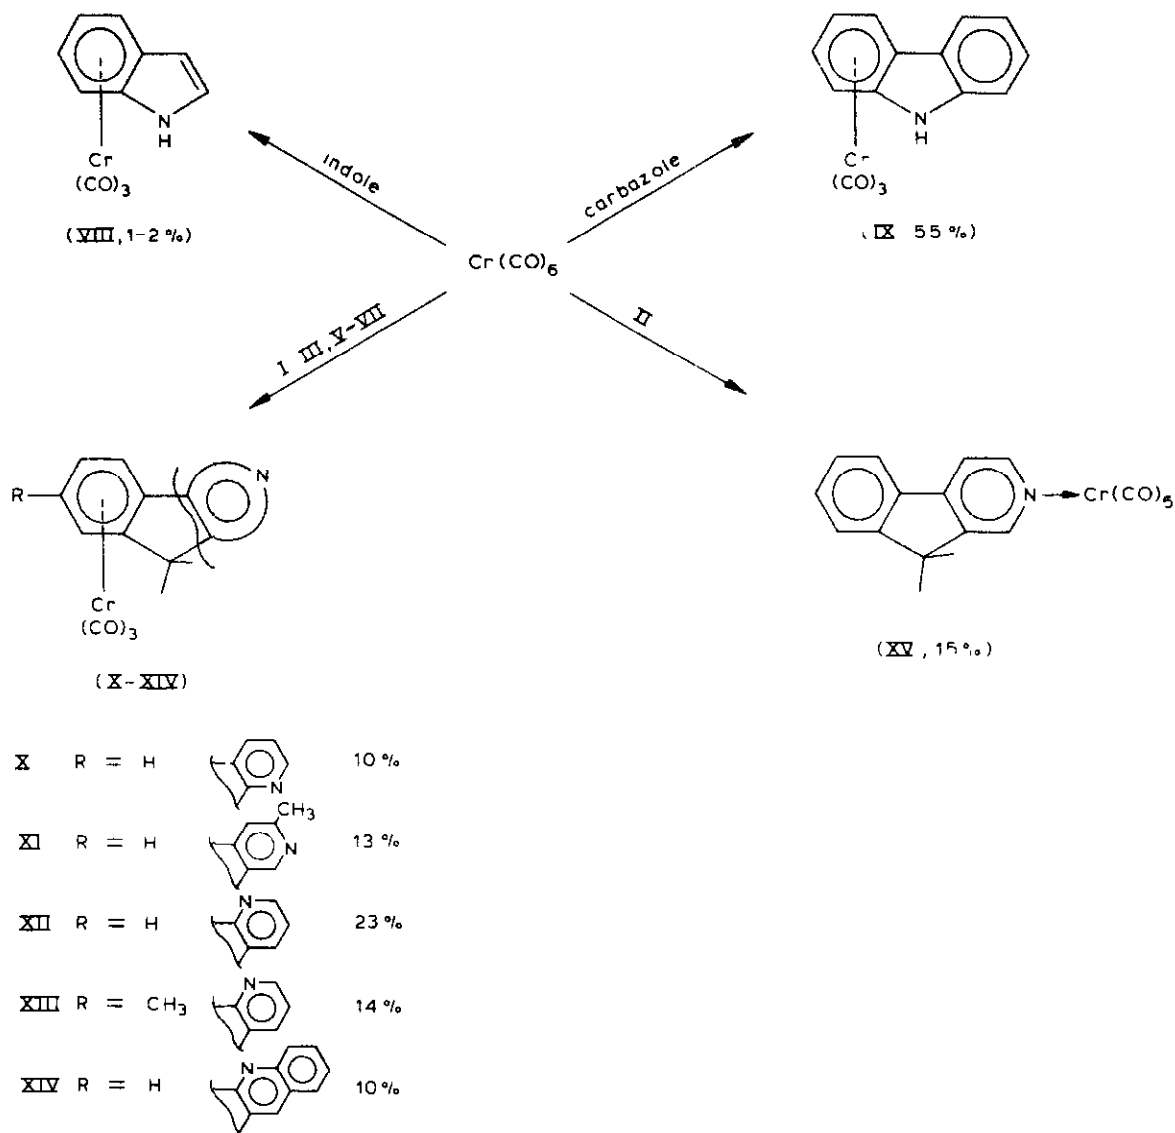 N
H
Cr
(CO)3
(VIII, 1-2 %)
N
H
Cr
(CO)3
(IX 55 %)
indole
carbazole
Cr(CO)6
I III, V-VII
II
R
N
Cr
(CO)3
(X-XIV)
N Cr(CO)5
(XV, 15 %)
X R = H N 10 %
XI R = H CH3 N 13 %
XII R = H N 23 %
XIII R = CH3 N 14 %
XIV R = H N 10 %